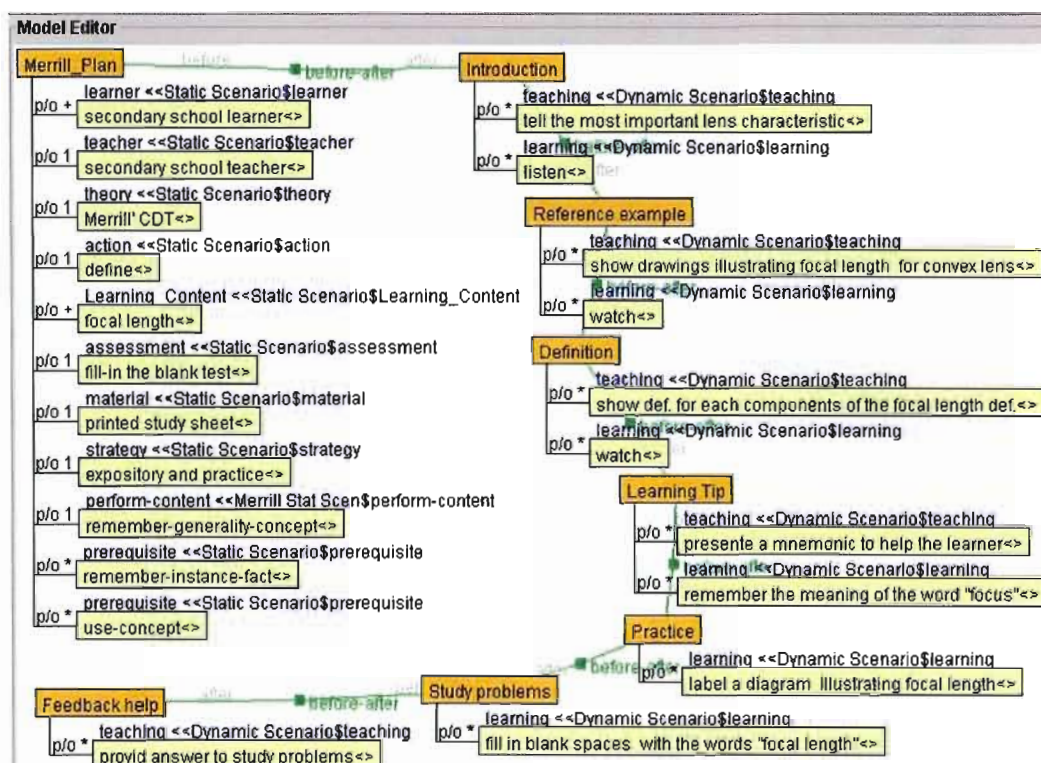 Model Editor
Merrill_Plan
before
before-after
after
Introduction
learner <<Static Scenario$learner
p/o +
secondary school learner<>
teacher <<Static Scenario$teacher
p/o 1
secondary school teacher<>
theory <<Static Scenario$theory
p/o 1
Merrill' CDT<>
action <<Static Scenario$action
p/o 1
define<>
Learning_Content <<Static Scenario$Learning_Content
p/o +
focal length<>
assessment <<Static Scenario$assessment
p/o 1
fill-in the blank test<>
material <<Static Scenario$material
p/o 1
printed study sheet<>
strategy <<Static Scenario$strategy
p/o 1
expository and practice<>
perform-content <<Merrill Stat Scen$perform-content
p/o 1
remember-generality-concept<>
prerequisite <<Static Scenario$prerequisite
p/o *
remember-instance-fact<>
prerequisite <<Static Scenario$prerequisite
p/o *
use-concept<>
teaching <<Dynamic Scenario$teaching
p/o *
tell the most important lens characteristic<>
before-after
learning <<Dynamic Scenario$learning
p/o *
listen<>
after
Reference example
teaching <<Dynamic Scenario$teaching
p/o *
show drawings illustrating focal length for convex lens<>
before-after
learning <<Dynamic Scenario$learning
p/o *
watch<>
Definition
teaching <<Dynamic Scenario$teaching
p/o *
show def. for each components of the focal length def.<>
before-after
learning <<Dynamic Scenario$learning
p/o *
watch<>
Learning Tip
teaching <<Dynamic Scenario$teaching
p/o *
presente a mnemonic to help the learner<>
learning <<Dynamic Scenario$learning
p/o *
remember the meaning of the word "focus"<>
Practice
before-after
learning <<Dynamic Scenario$learning
p/o *
label a diagram illustrating focal length<>
Study problems
learning <<Dynamic Scenario$learning
p/o *
fill in blank spaces with the words "focal length"<>
after
before-after
Feedback help
teaching <<Dynamic Scenario$teaching
p/o *
provid answer to study problems<>